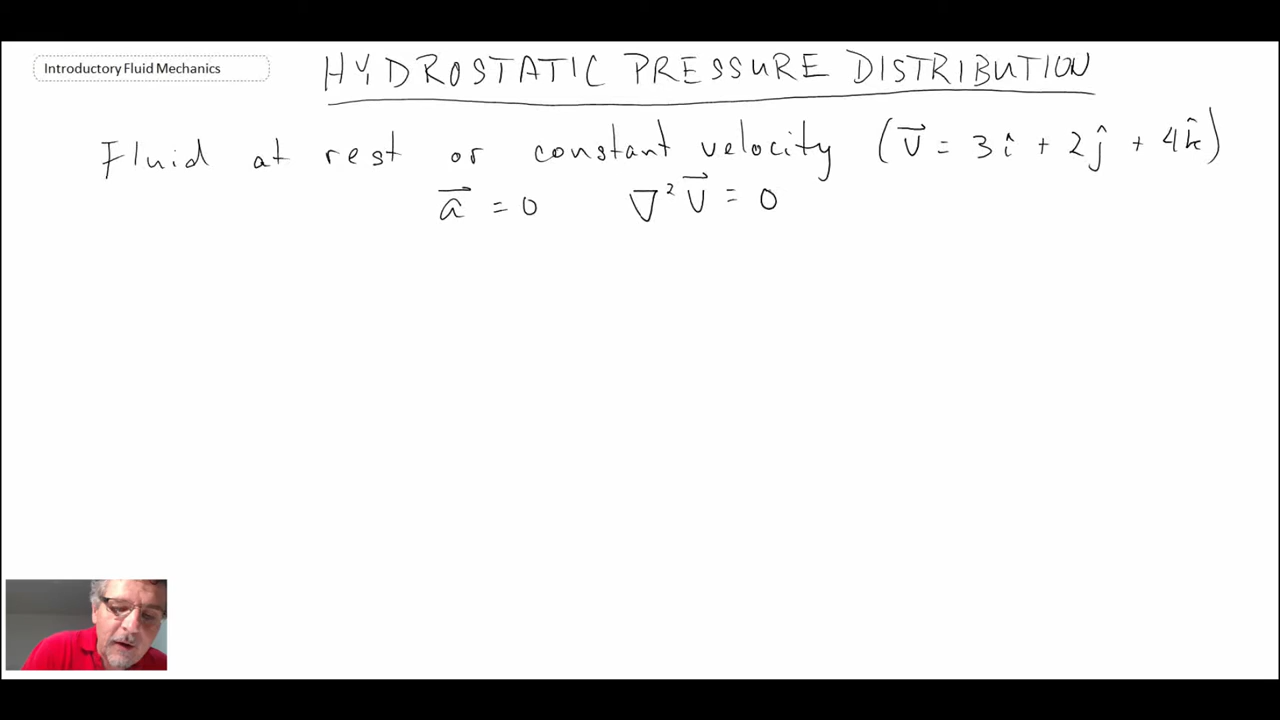 Introductory Fluid Mechanics
HYDROSTATIC PRESSURE DISTRIBUTION
Fluid at rest or constant velocity (V⃗ = 3î + 2ĵ + 4k̂)
a⃗ = 0 ∇²V⃗ = 0